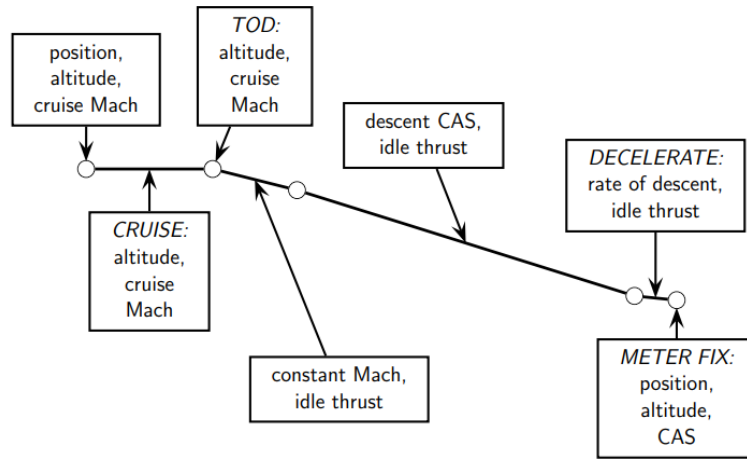 position,
altitude,
cruise Mach
TOD:
altitude,
cruise
Mach
descent CAS,
idle thrust
DECELERATE:
rate of descent,
idle thrust
CRUISE:
altitude,
cruise
Mach
constant Mach,
idle thrust
METER FIX:
position,
altitude,
CAS